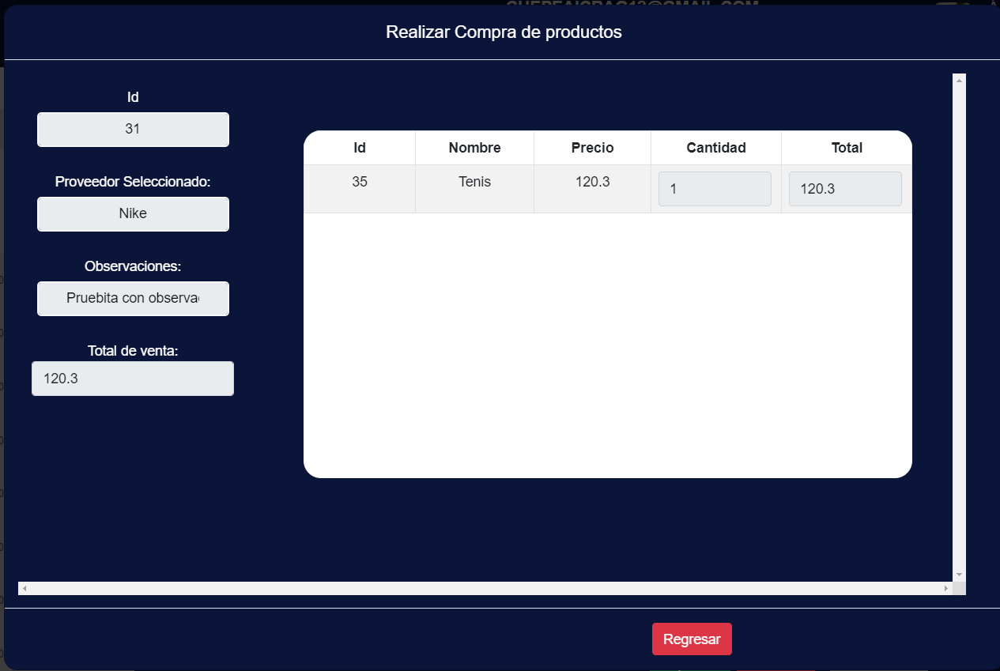 Realizar Compra de productos
Id
31
Proveedor Seleccionado:
Nike
Observaciones:
Pruebita con observa
Total de venta:
120.3
Id Nombre Precio Cantidad Total
35 Tenis 120.3 1 120.3
Regresar